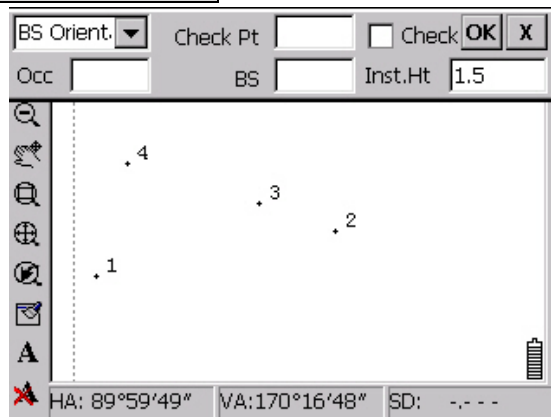 BS Orient. Check Pt Check OK X
Occ BS Inst.Ht 1.5
4
3
2
1
A
A
HA: 89°59'49" VA:170°16'48" SD: -.- - -